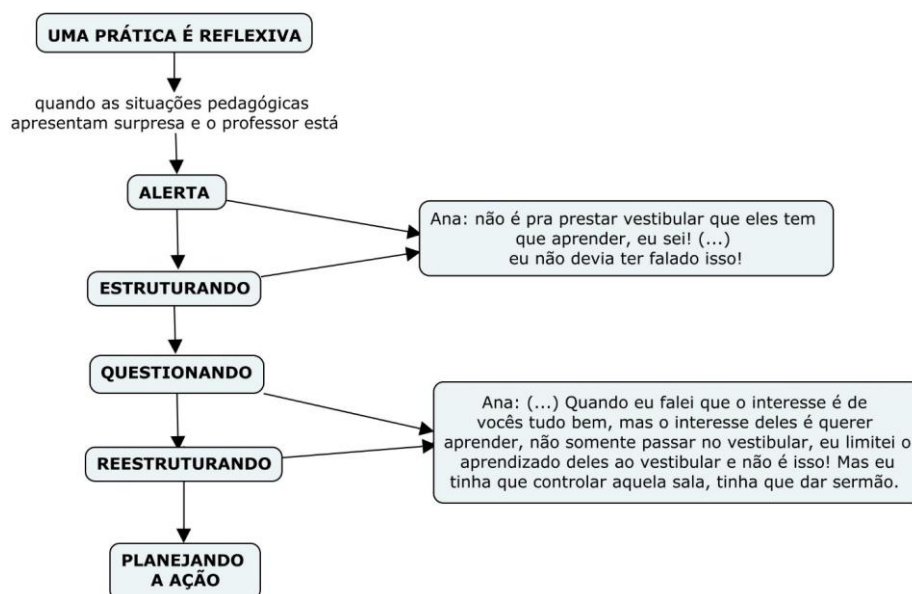 UMA PRÁTICA É REFLEXIVA
quando as situações pedagógicas
apresentam surpresa e o professor está
ALERTA
Ana: não é pra prestar vestibular que eles tem
que aprender, eu sei! (...)
eu não devia ter falado isso!
ESTRUTURANDO
QUESTIONANDO
Ana: (...) Quando eu falei que o interesse é de
vocês tudo bem, mas o interesse deles é querer
aprender, não somente passar no vestibular, eu limitei o
aprendizado deles ao vestibular e não é isso! Mas eu
tinha que controlar aquela sala, tinha que dar sermão.
REESTRUTURANDO
PLANEJANDO
A AÇÃO